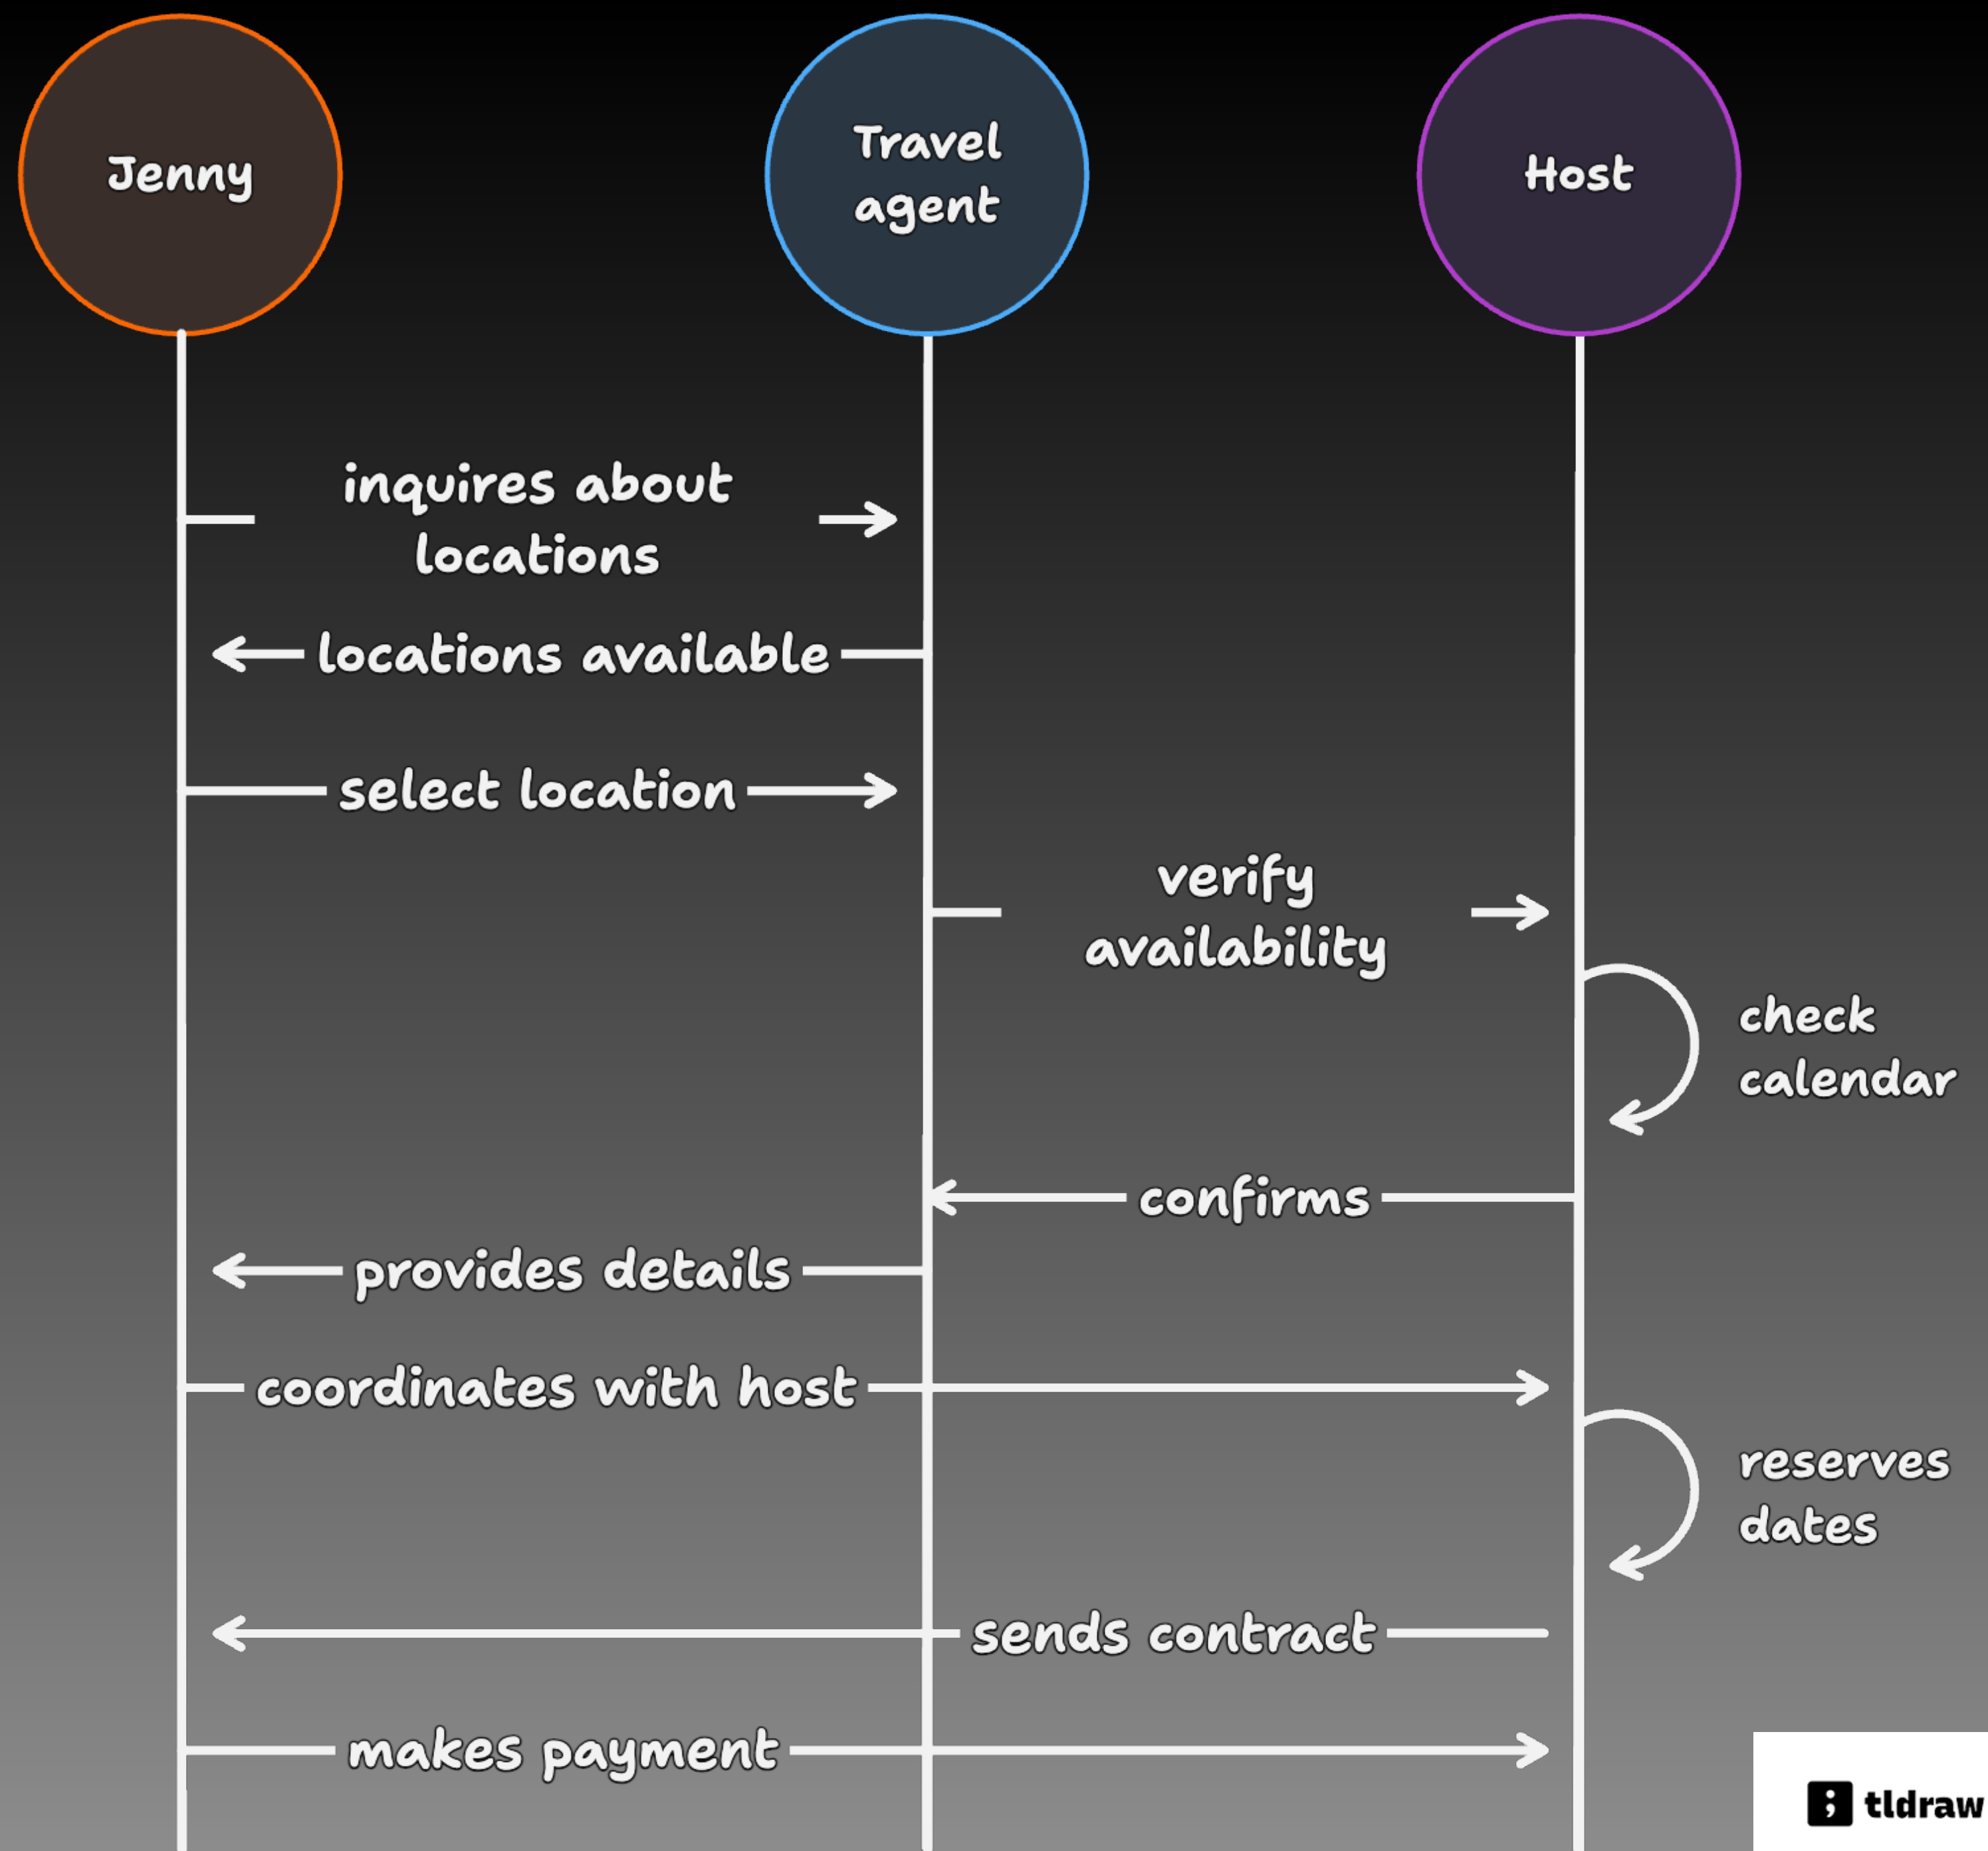 Jenny
Travel
agent
Host
inquires about
locations
locations available
select location
verify
availability
check
calendar
confirms
provides details
coordinates with host
reserves
dates
sends contract
makes payment
tldraw